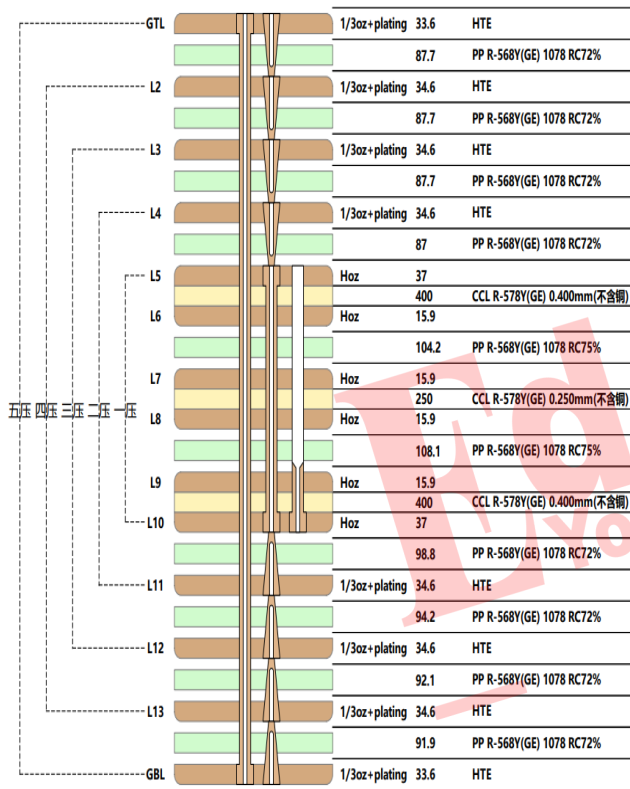 GTL 1/3oz+plating 33.6 HTE
87.7 PP R-568Y(GE) 1078 RC72%
L2 1/3oz+plating 34.6 HTE
87.7 PP R-568Y(GE) 1078 RC72%
L3 1/3oz+plating 34.6 HTE
87.7 PP R-568Y(GE) 1078 RC72%
L4 1/3oz+plating 34.6 HTE
87 PP R-568Y(GE) 1078 RC72%
L5 Hoz 37
400 CCL R-578Y(GE) 0.400mm(不含铜)
L6 Hoz 15.9
104.2 PP R-568Y(GE) 1078 RC75%
L7 Hoz 15.9
五压 四压 三压 二压 一压 250 CCL R-578Y(GE) 0.250mm(不含铜)
L8 Hoz 15.9
108.1 PP R-568Y(GE) 1078 RC75%
L9 Hoz 15.9
400 CCL R-578Y(GE) 0.400mm(不含铜)
L10 Hoz 37
98.8 PP R-568Y(GE) 1078 RC72%
L11 1/3oz+plating 34.6 HTE
94.2 PP R-568Y(GE) 1078 RC72%
L12 1/3oz+plating 34.6 HTE
92.1 PP R-568Y(GE) 1078 RC72%
L13 1/3oz+plating 34.6 HTE
91.9 PP R-568Y(GE) 1078 RC72%
GBL 1/3oz+plating 33.6 HTE
Ed
YO